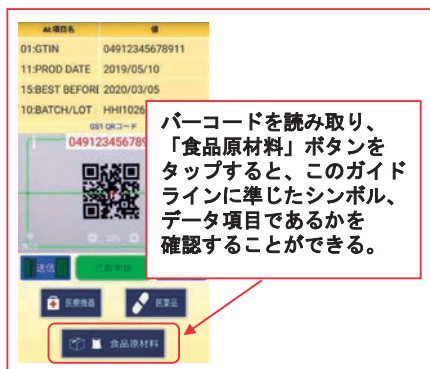 AI項目名 値
01:GTIN 04912345678911
11:PROD DATE 2019/05/10
15:BEST BEFORE 2020/03/05
10:BATCH/LOT HHI1026
GS1 QRコード
0491234567891
バーコードを読み取り、
「食品原材料」ボタンを
タップすると、このガイド
ラインに準じたシンボル、
データ項目であるかを
確認することができる。
送信
医療機器 医薬品
食品原材料